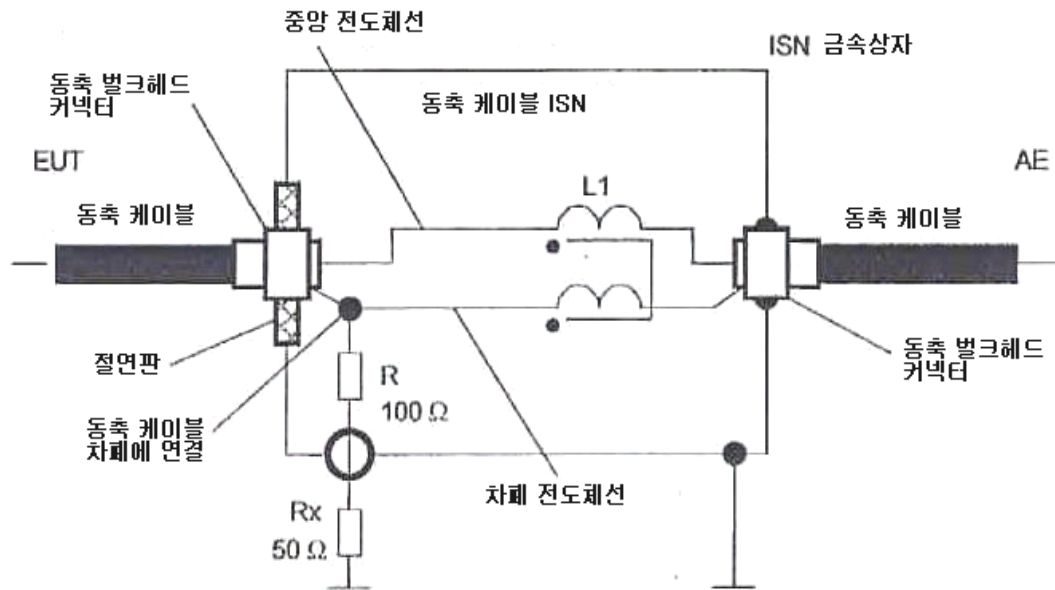 중앙 전도체선
ISN 금속상자
동축 벌크헤드
커넥터
동축 케이블 ISN
EUT
AE
L1
동축 케이블
동축 케이블
절연판
R
100 Ω
동축 벌크헤드
커넥터
동축 케이블
차폐에 연결
차폐 전도체선
Rx
50 Ω